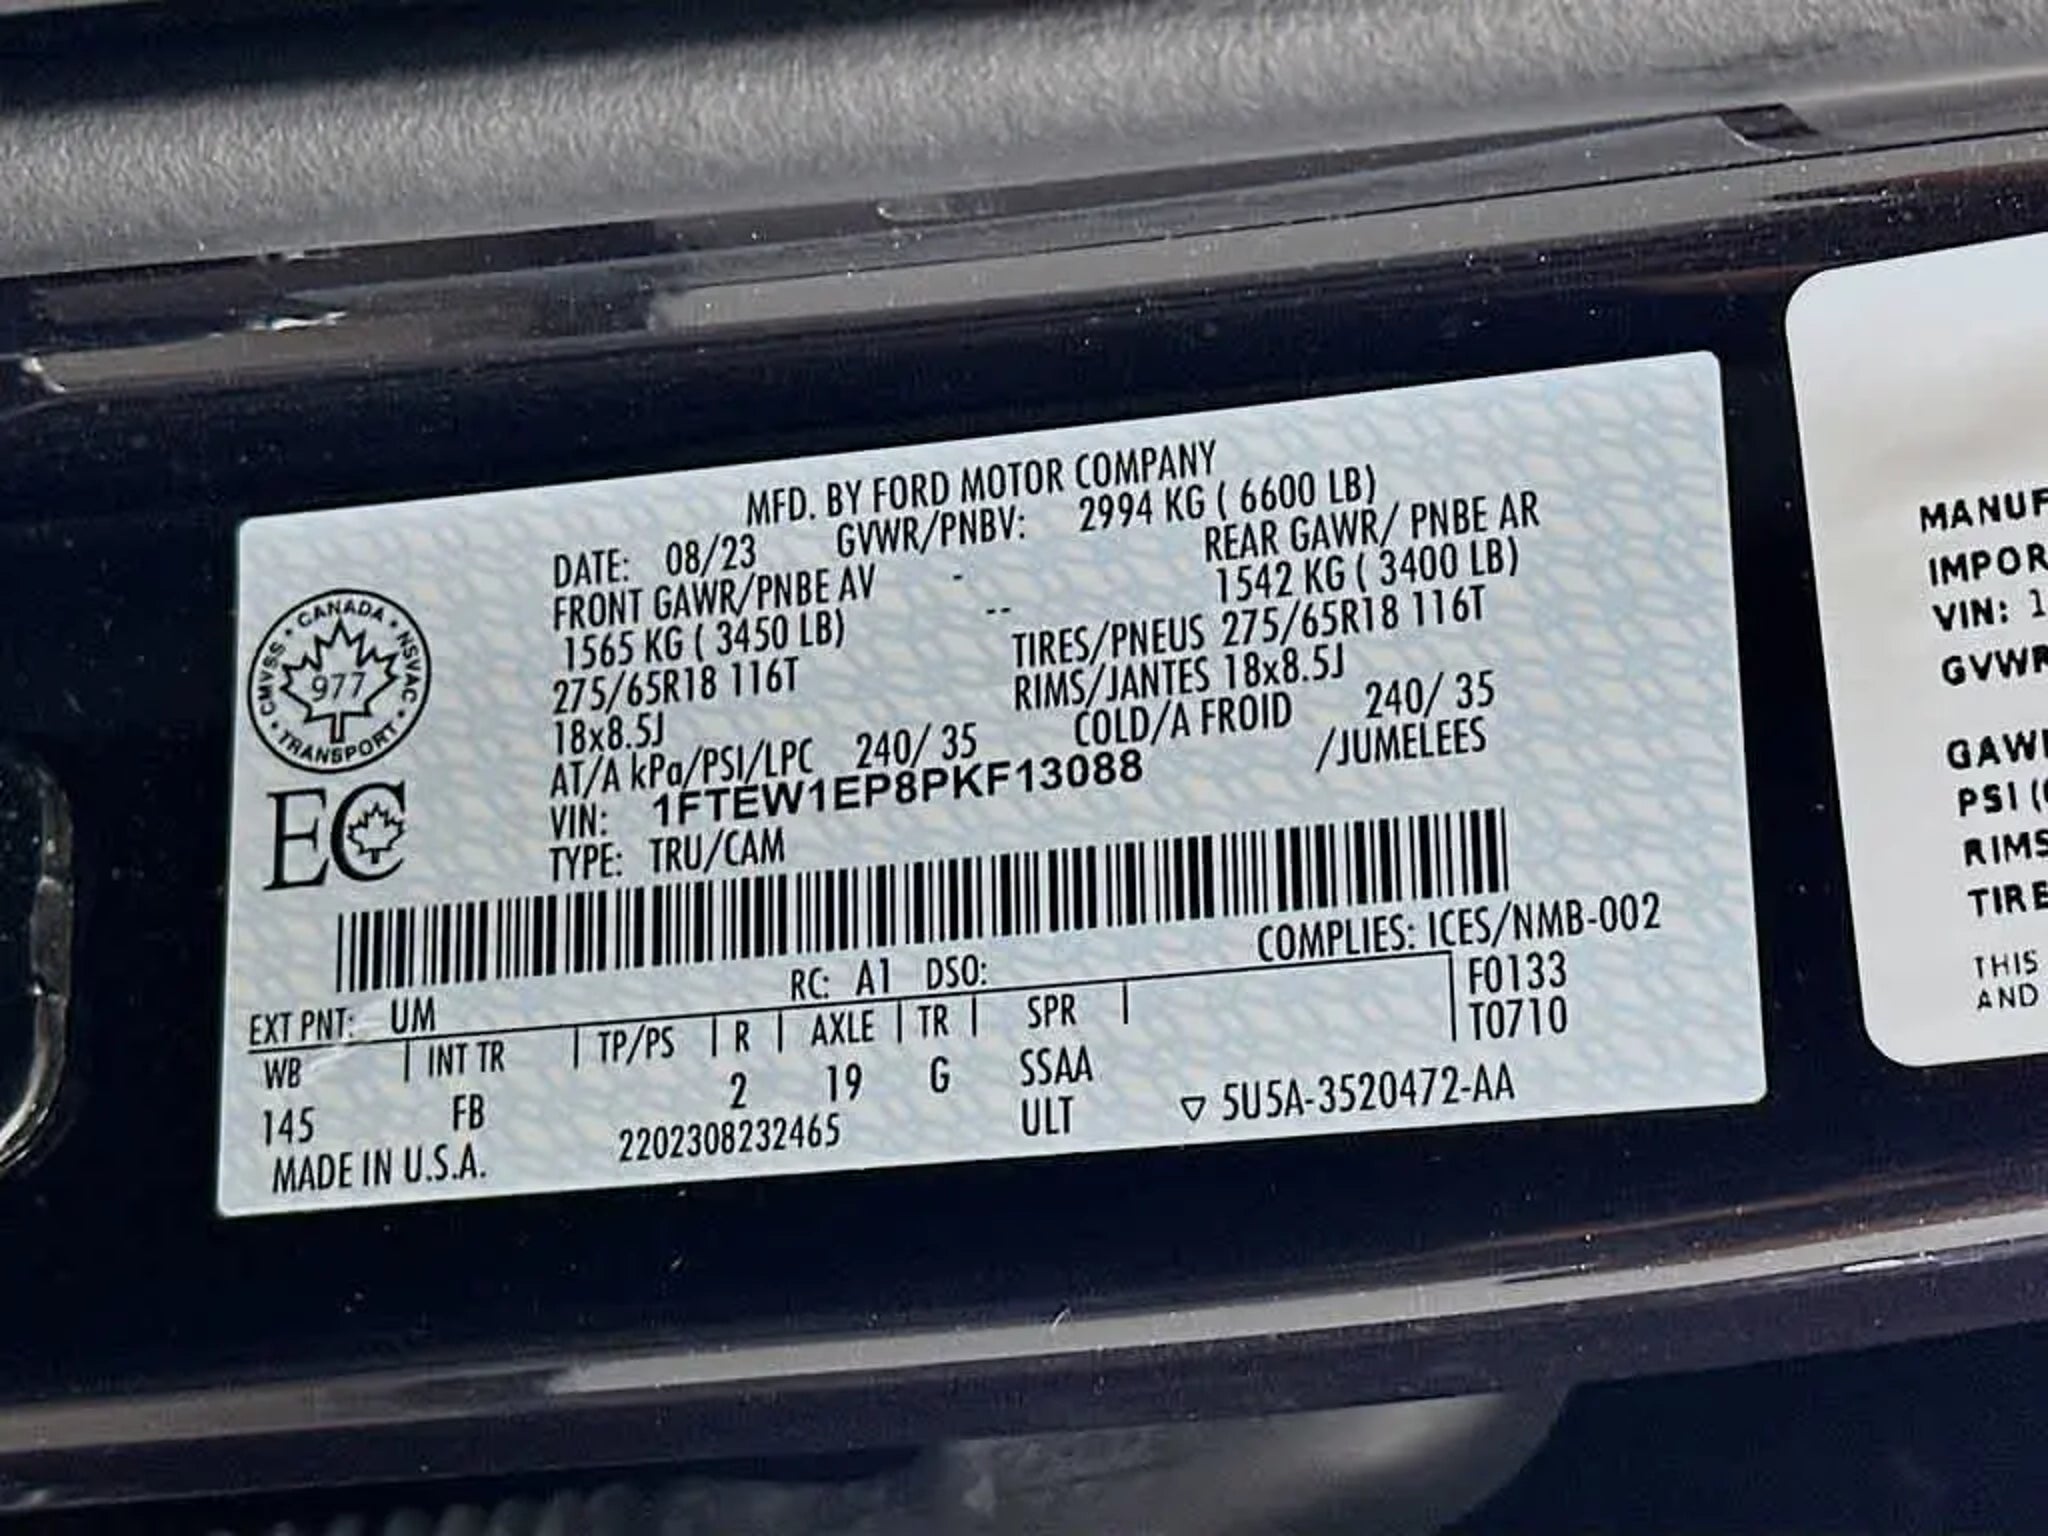 MFD. BY FORD MOTOR COMPANY
DATE: 08/23 GVWR/PNBV: 2994 KG ( 6600 LB)
FRONT GAWR/PNBE AV - REAR GAWR/ PNBE AR
1565 KG ( 3450 LB) -- 1542 KG ( 3400 LB)
275/65R18 116T TIRES/PNEUS 275/65R18 116T
18x8.5J RIMS/JANTES 18x8.5J
AT/A kPa/PSI/LPC 240/ 35 COLD/A FROID 240/ 35
VIN: 1FTEW1EP8PKF13088 /JUMELEES
TYPE: TRU/CAM
CANADA · NSVAC · TRANSPORT · CMVSS ·
977
EC
COMPLIES: ICES/NMB-002
RC: A1 DSO:
EXT PNT: UM F0133
WB | INT TR | TP/PS | R | AXLE | TR | SPR | | T0710
145 FB 2 19 G SSAA
MADE IN U.S.A. 2202308232465 ULT ▽ 5U5A-3520472-AA
MANUF
IMPOR
VIN: 1
GVWR
GAWR
PSI (
RIMS
TIRE
THIS
AND